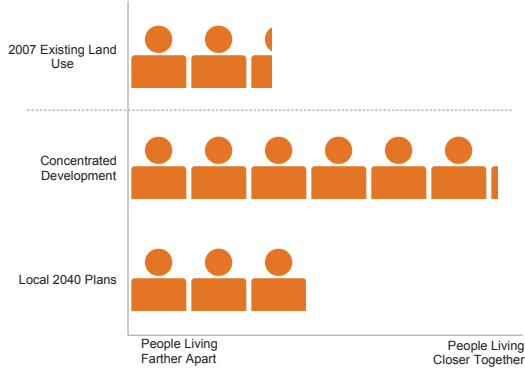 2007 Existing Land
Use
Concentrated
Development
Local 2040 Plans
People Living
Farther Apart
People Living
Closer Together